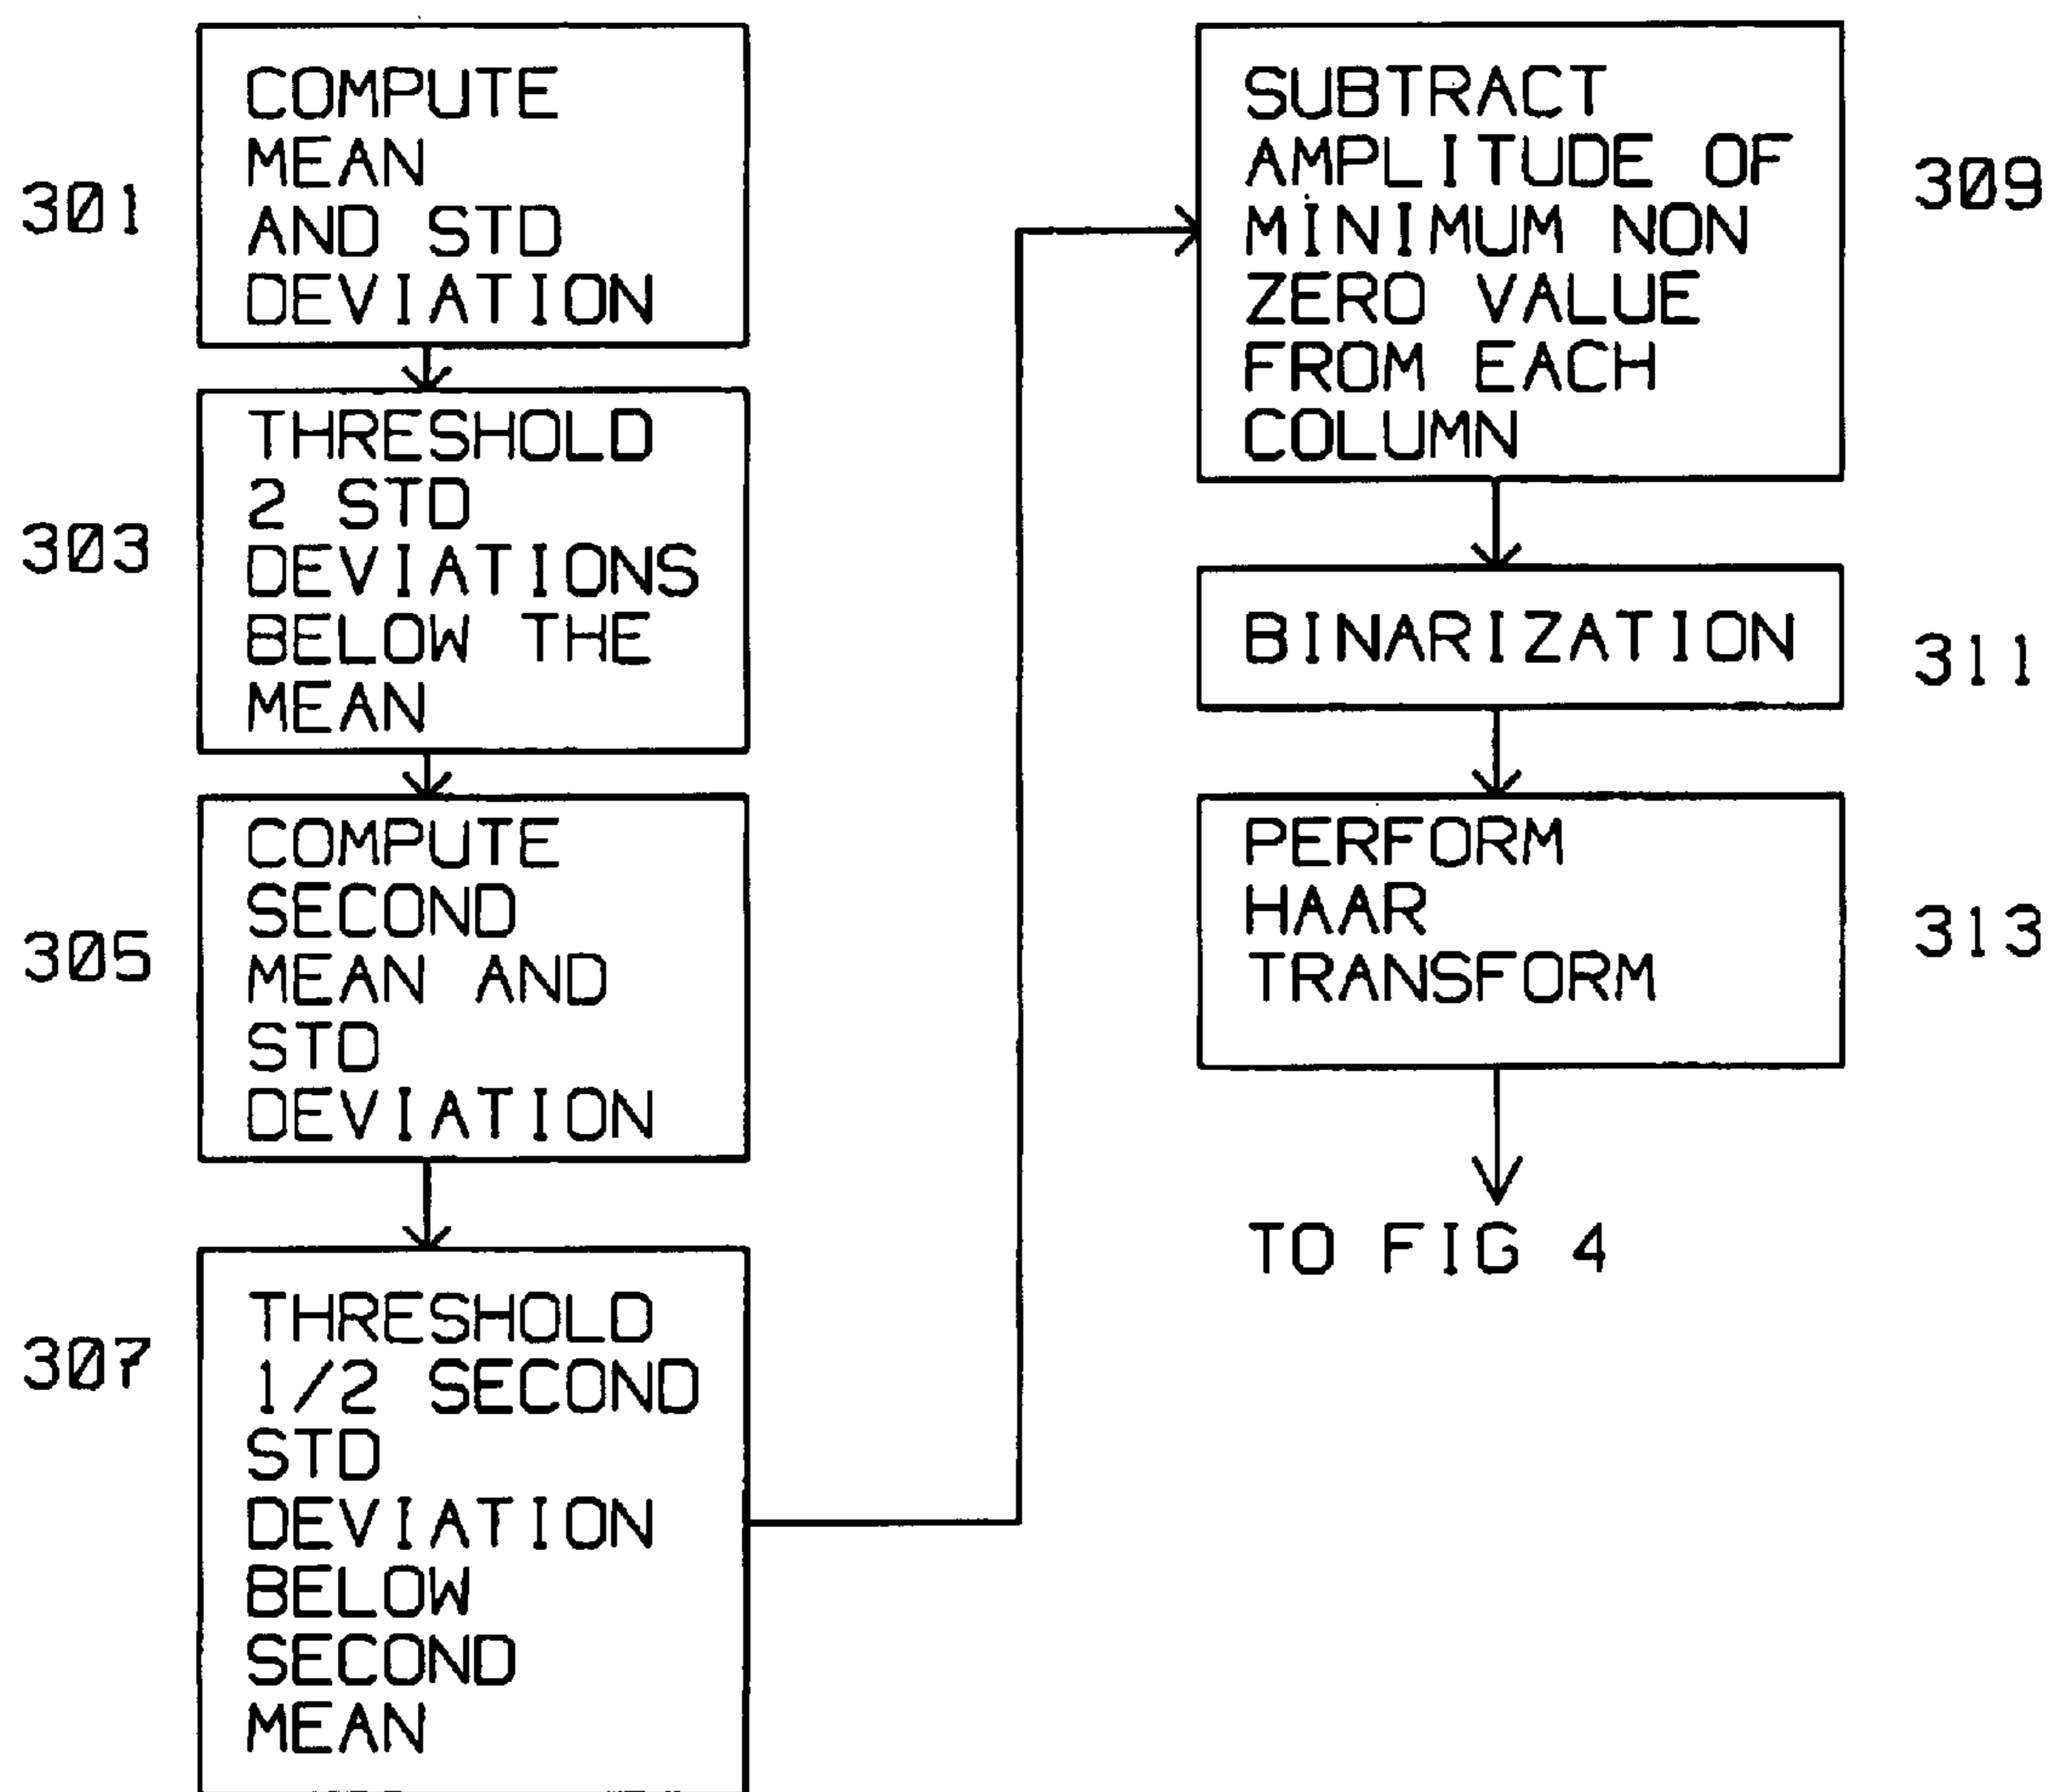 301
COMPUTE
MEAN
AND STD
DEVIATION
303
THRESHOLD
2 STD
DEVIATIONS
BELOW THE
MEAN
305
COMPUTE
SECOND
MEAN AND
STD
DEVIATION
307
THRESHOLD
1/2 SECOND
STD
DEVIATION
BELOW
SECOND
MEAN
309
SUBTRACT
AMPLITUDE OF
MINIMUM NON
ZERO VALUE
FROM EACH
COLUMN
311
BINARIZATION
313
PERFORM
HAAR
TRANSFORM
TO FIG 4